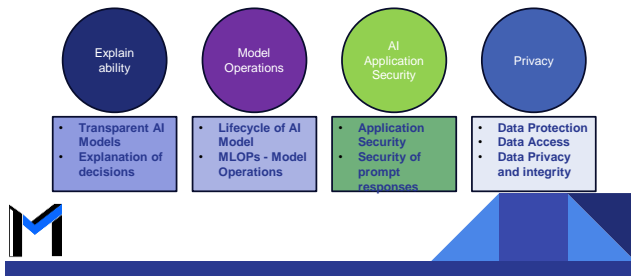 Explain
ability
Model
Operations
AI
Application
Security
Privacy
• Transparent AI
Models
• Explanation of
decisions
• Lifecycle of AI
Model
• MLOPs - Model
Operations
• Application
Security
• Security of
prompt
responses
• Data Protection
• Data Access
• Data Privacy
and integrity
M